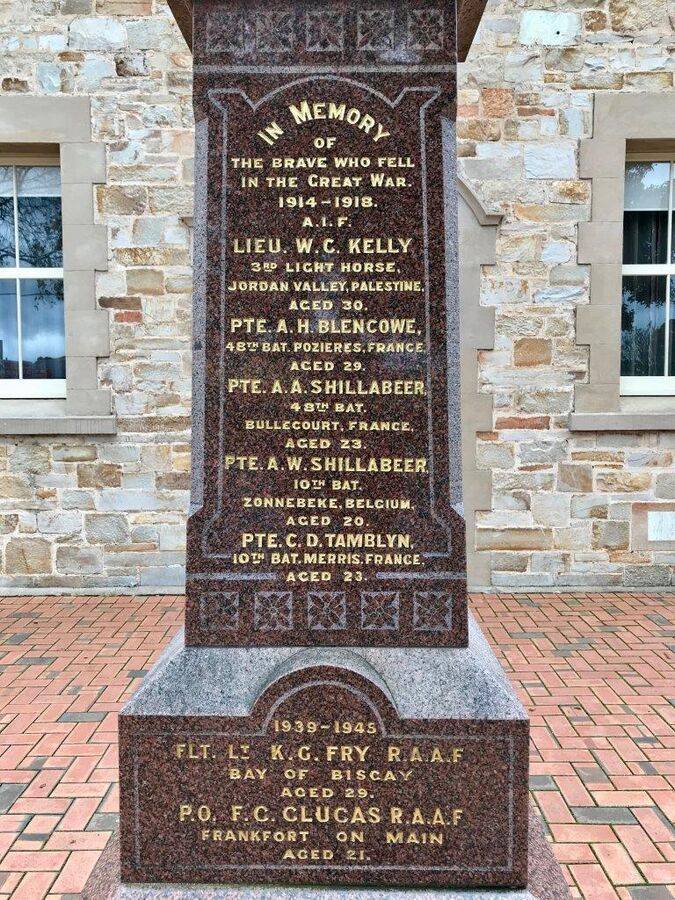 IN MEMORY
OF
THE BRAVE WHO FELL
IN THE GREAT WAR.
1914-1918.
A.I.F.
LIEU. W. C. KELLY
3RD LIGHT HORSE,
JORDAN VALLEY, PALESTINE,
AGED 30.
PTE. A. H. BLENCOWE,
48TH BAT. POZIERES, FRANCE,
AGED 29.
PTE. A. A. SHILLABEER,
48TH BAT.
BULLECOURT, FRANCE,
AGED 23.
PTE. A. W. SHILLABEER,
10TH BAT.
ZONNEBEKE, BELGIUM,
AGED 20.
PTE. C. D. TAMBLYN,
10TH BAT. MERRIS, FRANCE,
AGED 23.
1939-1945
FLT. LT K.G. FRY R.A.A.F
BAY OF BISCAY
AGED 29.
P.O. F.C. CLUCAS R.A.A.F
FRANKFORT ON MAIN
AGED 21.